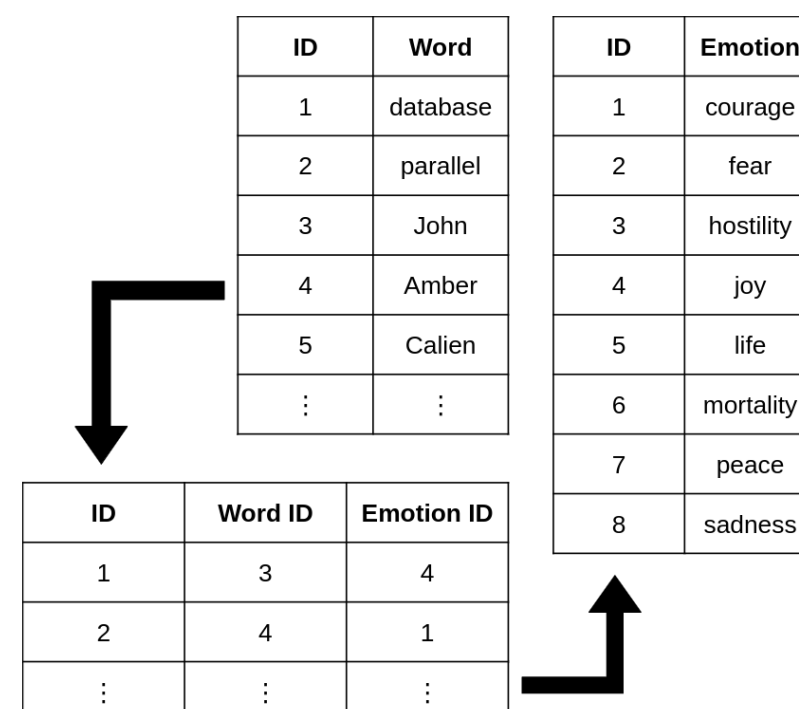 ID Word
1 database
2 parallel
3 John
4 Amber
5 Calien
⋮ ⋮
ID Emotion
1 courage
2 fear
3 hostility
4 joy
5 life
6 mortality
7 peace
8 sadness
ID Word ID Emotion ID
1 3 4
2 4 1
⋮ ⋮ ⋮